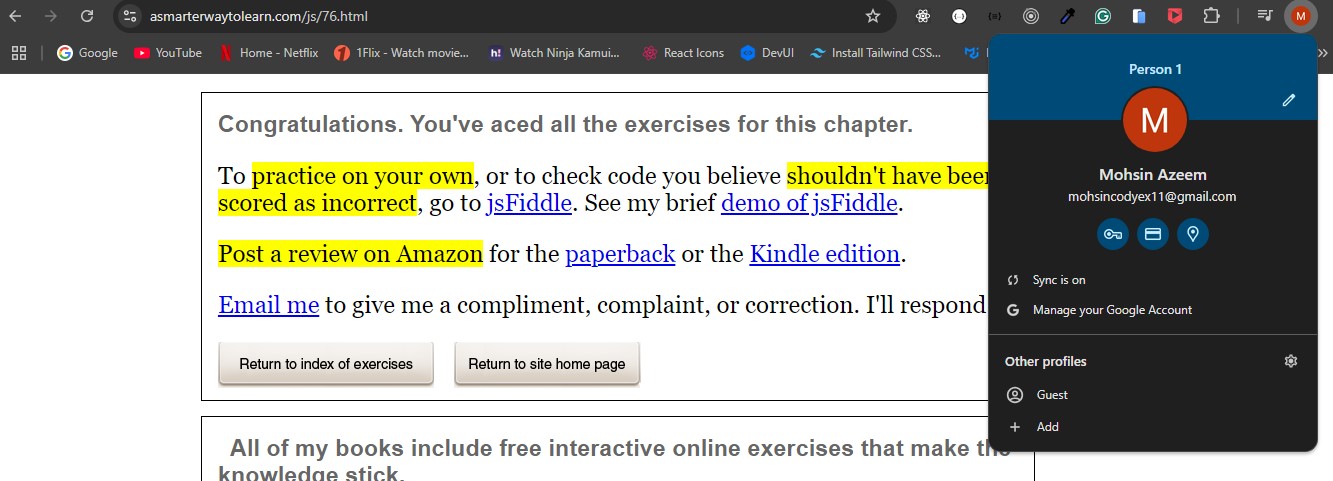 asmarterwaytolearn.com/js/76.html
M
Google
YouTube
Home - Netflix
1Flix - Watch movie...
h! Watch Ninja Kamui...
React Icons
DevUI
Install Tailwind CSS...
Congratulations. You've aced all the exercises for this chapter.
To practice on your own, or to check code you believe shouldn't have been
scored as incorrect, go to jsFiddle. See my brief demo of jsFiddle.
Post a review on Amazon for the paperback or the Kindle edition.
Email me to give me a compliment, complaint, or correction. I'll respond
Return to index of exercises
Return to site home page
All of my books include free interactive online exercises that make the
knowledge stick.
Person 1
M
Mohsin Azeem
mohsincodyex11@gmail.com
Sync is on
Manage your Google Account
Other profiles
Guest
Add